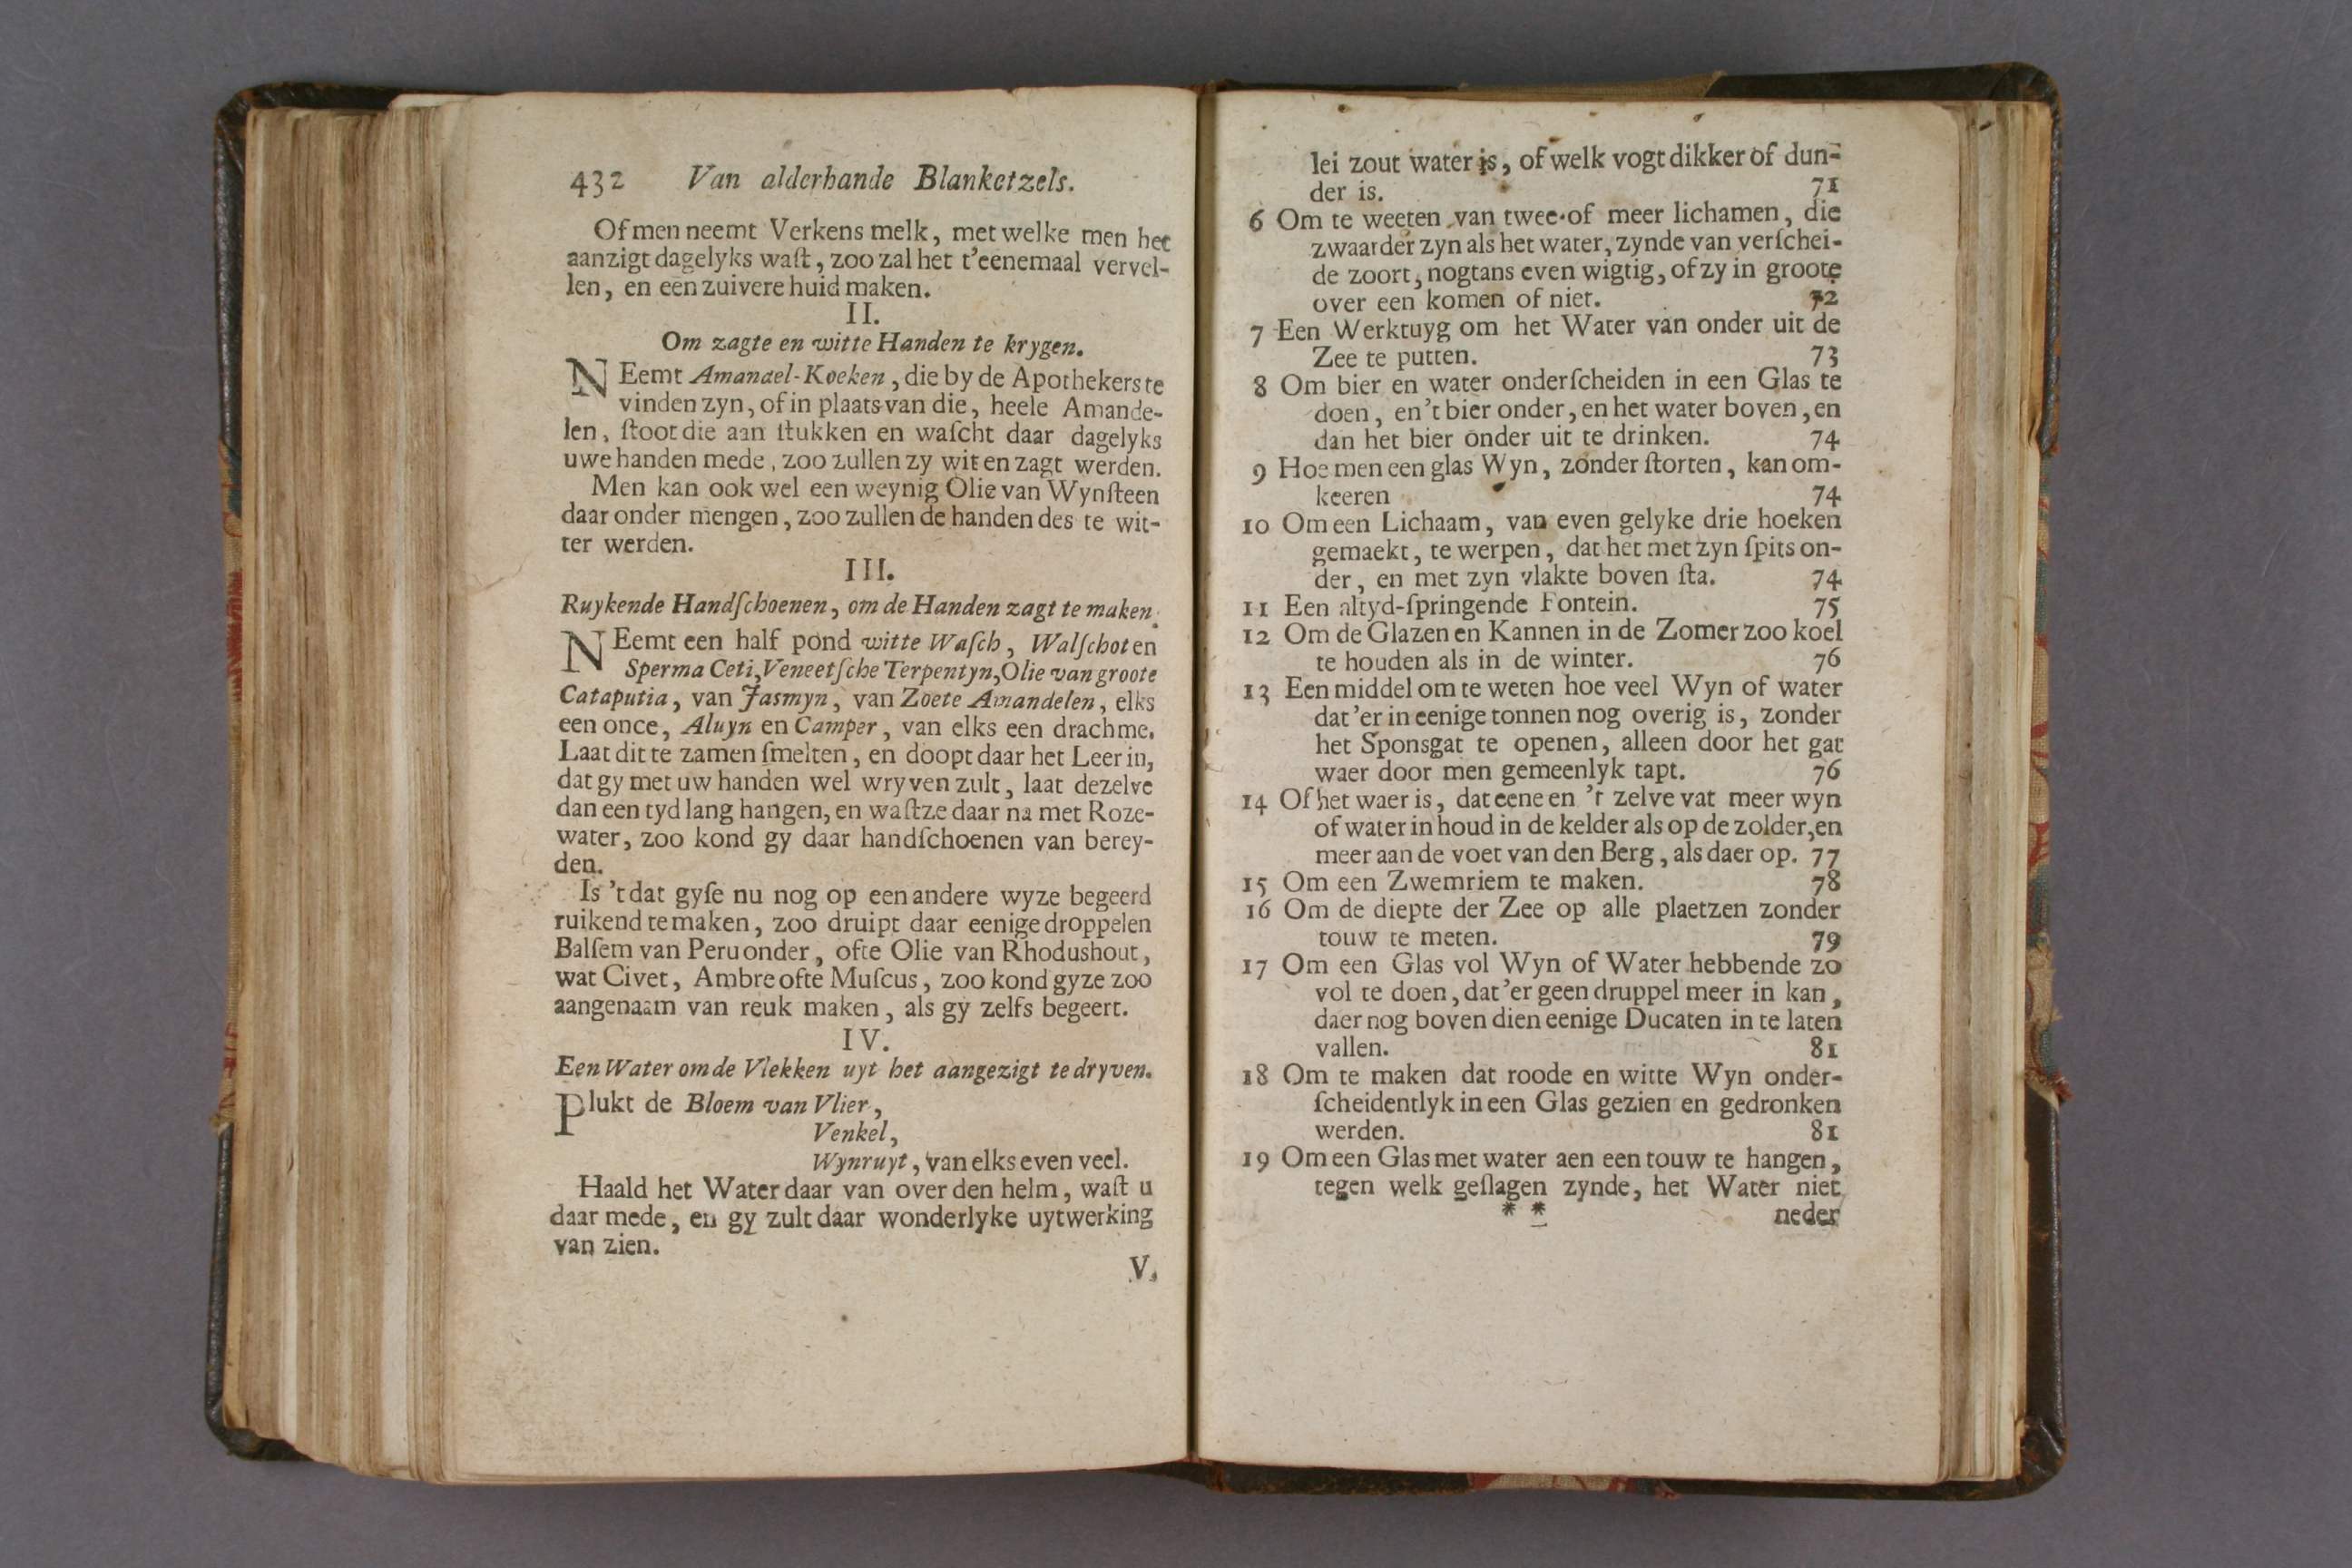 432 Van alderhande Blanketzels.
Of men neemt Verkens melk, met welke men het
aanzigt dagelyks waſt, zoo zal het t'eenemaal vervel-
len, en een zuivere huid maken.
II.
Om zagte en witte Handen te krygen.
NEemt Amandel-Koeken, die by de Apothekers te
vinden zyn, of in plaats van die, heele Amande-
len, ſtoot die aan ſtukken en waſcht daar dagelyks
uwe handen mede, zoo zullen zy wit en zagt werden.
Men kan ook wel een weynig Olie van Wynſteen
daar onder mengen, zoo zullen de handen des te wit-
ter werden.
III.
Ruykende Handſchoenen, om de Handen zagt te maken.
NEemt een half pond witte Waſch, Walſchot en
Sperma Ceti, Veneetſche Terpentyn, Olie van groote
Cataputia, van Jasmyn, van Zoete Amandelen, elks
een once, Aluyn en Camper, van elks een drachme.
Laat dit te zamen ſmelten, en doopt daar het Leer in,
dat gy met uw handen wel wryven zult, laat dezelve
dan een tyd lang hangen, en waſtze daar na met Roze-
water, zoo kond gy daar handſchoenen van berey-
den.
Is 't dat gyſe nu nog op een andere wyze begeerd
ruikend te maken, zoo druipt daar eenige droppelen
Balſem van Peru onder, ofte Olie van Rhodushout,
wat Civet, Ambre ofte Muſcus, zoo kond gyze zoo
aangenaam van reuk maken, als gy zelfs begeert.
IV.
Een Water om de Vlekken uyt het aangezigt te dryven.
Plukt de Bloem van Vlier,
Venkel,
Wynruyt, van elks even veel.
Haald het Water daar van over den helm, waſt u
daar mede, en gy zult daar wonderlyke uytwerking
van zien.
V.
lei zout water is, of welk vogt dikker of dun-
der is. 71
6 Om te weeten van twee of meer lichamen, die
zwaarder zyn als het water, zynde van verſchei-
de zoort, nogtans even wigtig, of zy in groote
over een komen of niet. 72
7 Een Werktuyg om het Water van onder uit de
Zee te putten. 73
8 Om bier en water onderſcheiden in een Glas te
doen, en 't bier onder, en het water boven, en
dan het bier onder uit te drinken. 74
9 Hoe men een glas Wyn, zonder ſtorten, kan om-
keeren 74
10 Om een Lichaam, van even gelyke drie hoeken
gemaekt, te werpen, dat het met zyn ſpits on-
der, en met zyn vlakte boven ſta. 74
11 Een altyd-ſpringende Fontein. 75
12 Om de Glazen en Kannen in de Zomer zoo koel
te houden als in de winter. 76
13 Een middel om te weten hoe veel Wyn of water
dat 'er in eenige tonnen nog overig is, zonder
het Sponsgat te openen, alleen door het gat
waer door men gemeenlyk tapt. 76
14 Of het waer is, dat eene en 't zelve vat meer wyn
of water in houd in de kelder als op de zolder, en
meer aan de voet van den Berg, als daer op. 77
15 Om een Zwemriem te maken. 78
16 Om de diepte der Zee op alle plaetzen zonder
touw te meten. 79
17 Om een Glas vol Wyn of Water hebbende zo
vol te doen, dat 'er geen druppel meer in kan,
daer nog boven dien eenige Ducaten in te laten
vallen. 81
18 Om te maken dat roode en witte Wyn onder-
ſcheidentlyk in een Glas gezien en gedronken
werden. 81
19 Om een Glas met water aen een touw te hangen,
tegen welk geſlagen zynde, het Water niet
* * neder